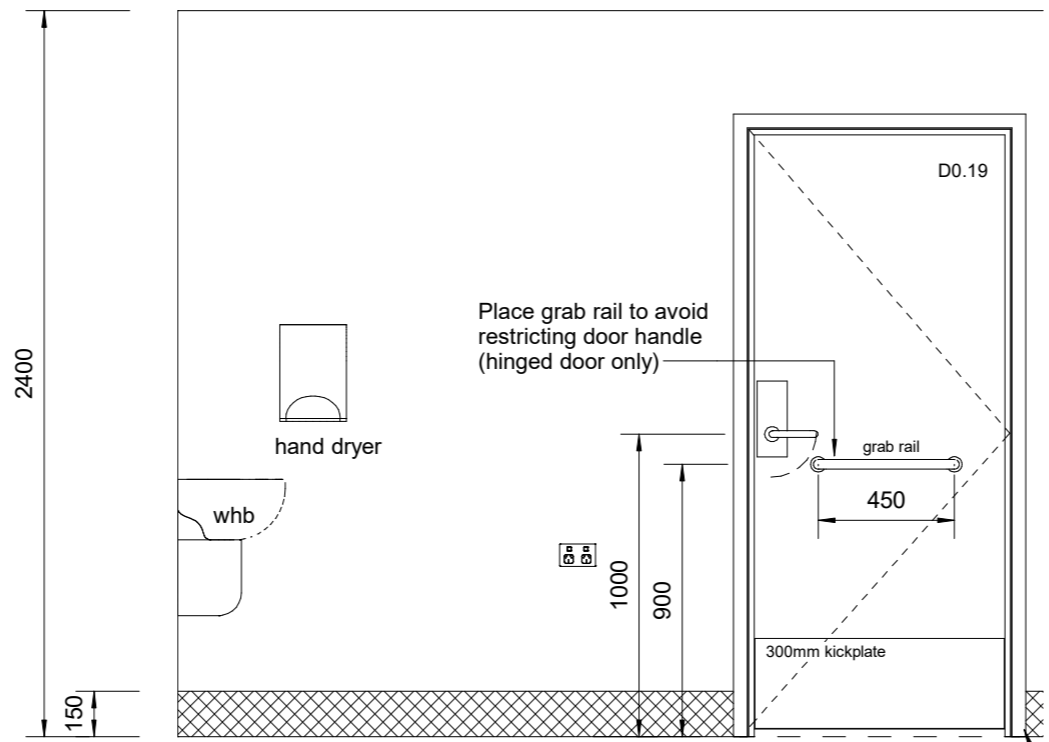 D0.19
Place grab rail to avoid
restricting door handle
(hinged door only)
2400
hand dryer
grab rail
450
whb
1000
900
300mm kickplate
150